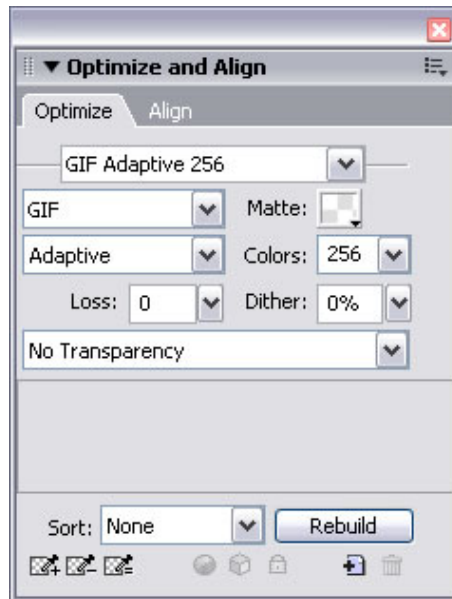 Optimize and Align
Optimize Align
GIF Adaptive 256
GIF Matte:
Adaptive Colors: 256
Loss: 0 Dither: 0%
No Transparency
Sort: None Rebuild